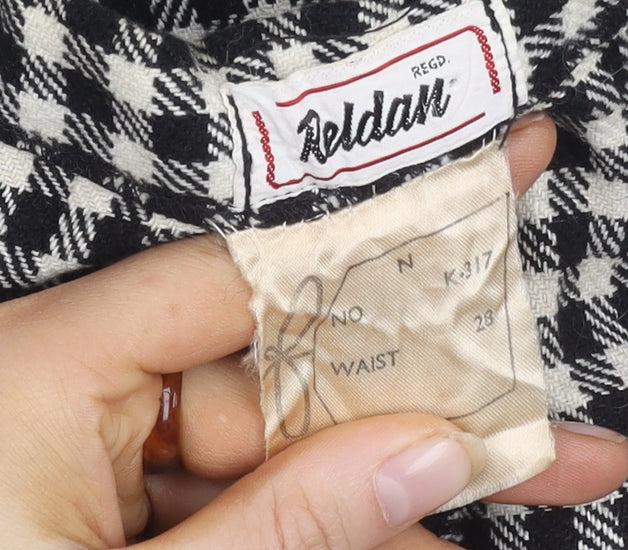 REGD.
Reldan
N
K·317
NO
28
WAIST